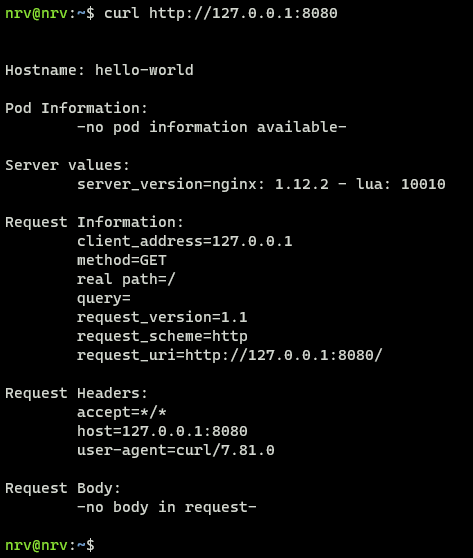 nrv@nrv:~$ curl http://127.0.0.1:8080
Hostname: hello-world
Pod Information:
-no pod information available-
Server values:
server_version=nginx: 1.12.2 - lua: 10010
Request Information:
client_address=127.0.0.1
method=GET
real path=/
query=
request_version=1.1
request_scheme=http
request_uri=http://127.0.0.1:8080/
Request Headers:
accept=*/*
host=127.0.0.1:8080
user-agent=curl/7.81.0
Request Body:
-no body in request-
nrv@nrv:~$